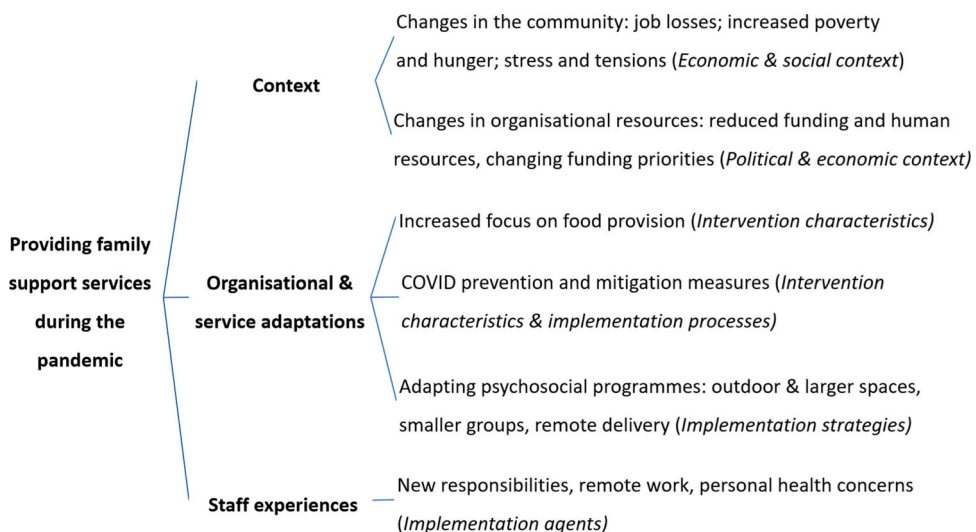 Providing family
support services
during the
pandemic
Context
Changes in the community: job losses; increased poverty
and hunger; stress and tensions (Economic & social context)
Changes in organisational resources: reduced funding and human
resources, changing funding priorities (Political & economic context)
Organisational &
service adaptations
Increased focus on food provision (Intervention characteristics)
COVID prevention and mitigation measures (Intervention
characteristics & implementation processes)
Adapting psychosocial programmes: outdoor & larger spaces,
smaller groups, remote delivery (Implementation strategies)
Staff experiences
New responsibilities, remote work, personal health concerns
(Implementation agents)